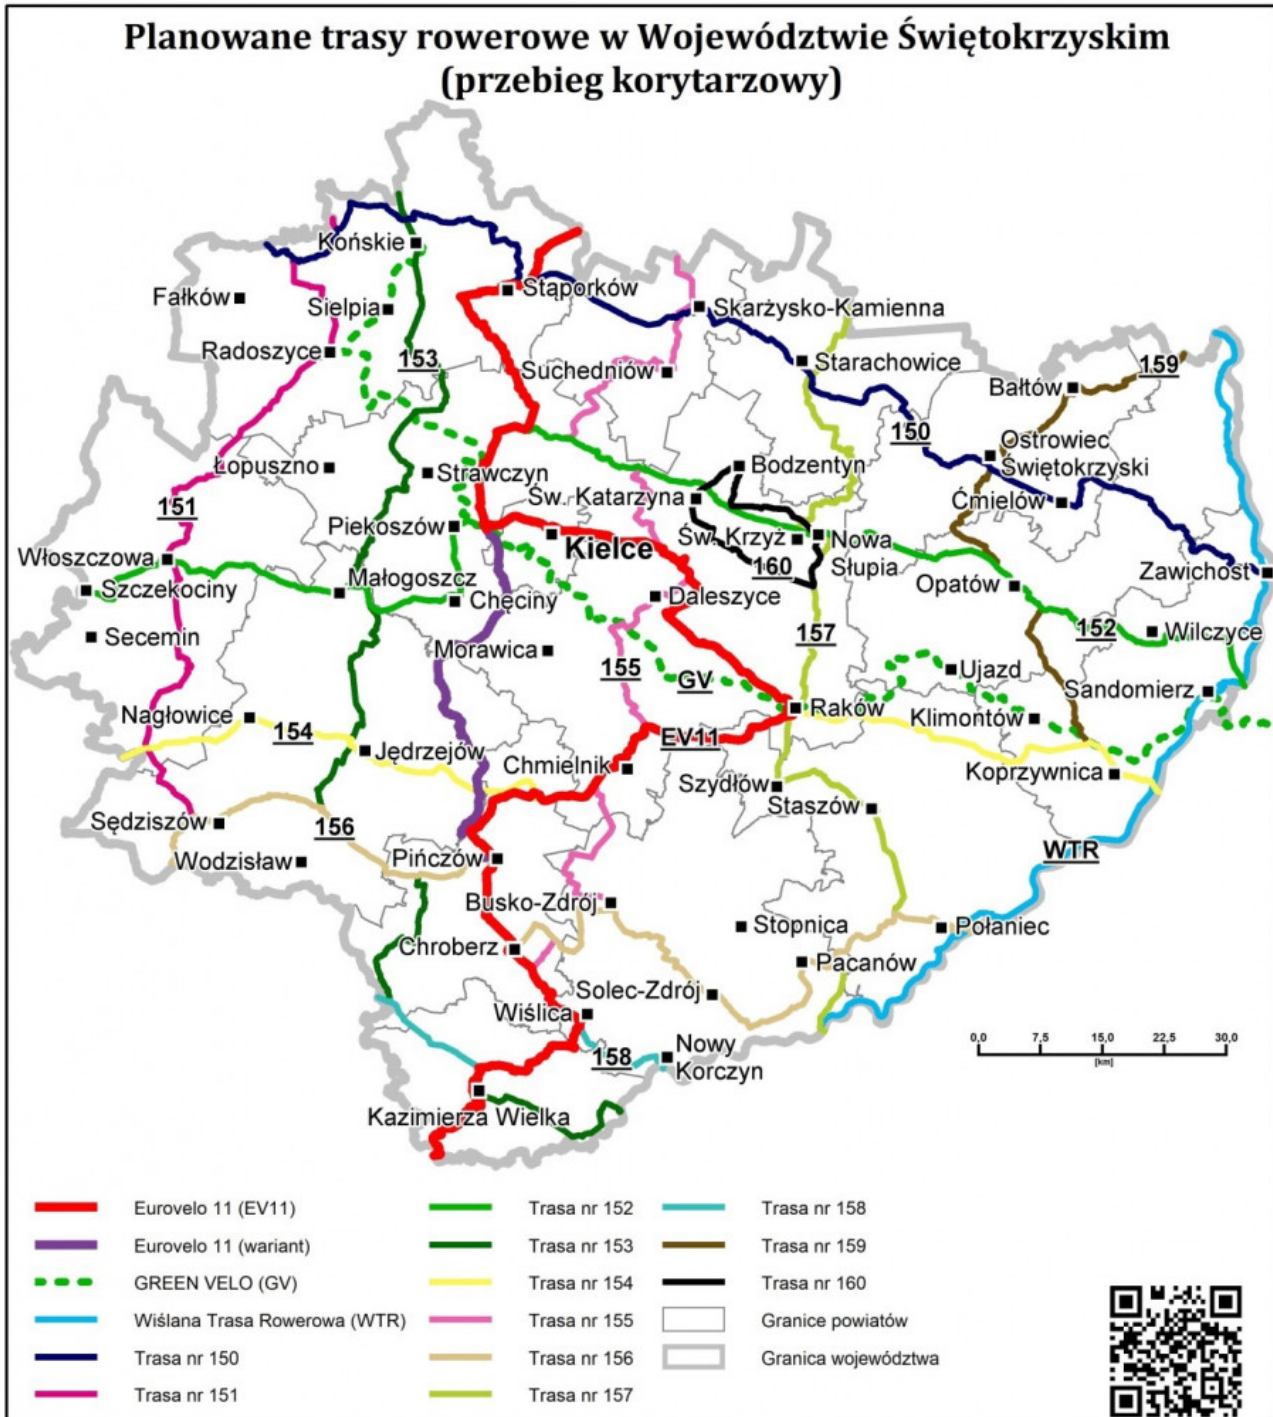 Planowane trasy rowerowe w Województwie Świętokrzyskim
(przebieg korytarzowy)
Końskie
Fałków
Sielpia
Stąporków
Skarżysko-Kamienna
Radoszyce
153
Suchedniów
Starachowice
159
Bałtów
150
Ostrowiec
Świętokrzyski
Łopuszno
Strawczyn
Bodzentyn
Św. Katarzyna
Ćmielów
151
Piekoszów
Kielce
Św. Krzyż
Nowa
Słupia
160
Włoszczowa
Szczekociny
Małogoszcz
Chęciny
Daleszyce
Opatów
Zawichost
Secemin
Morawica
155
157
152
Wilczyce
GV
Ujazd
Sandomierz
Nagłowice
154
Raków
Klimontów
EV11
Jędrzejów
Chmielnik
Szydłów
Koprzywnica
Staszów
Sędziszów
156
Wodzisław
Pińczów
WTR
Busko-Zdrój
Stopnica
Połaniec
Chroberz
Pacanów
Solec-Zdrój
Wiślica
158
Nowy
Korczyn
0,0 7,5 15,0 22,5 30,0
[km]
Kazimierza Wielka
Eurovelo 11 (EV11)
Eurovelo 11 (wariant)
GREEN VELO (GV)
Wiślana Trasa Rowerowa (WTR)
Trasa nr 150
Trasa nr 151
Trasa nr 152
Trasa nr 153
Trasa nr 154
Trasa nr 155
Trasa nr 156
Trasa nr 157
Trasa nr 158
Trasa nr 159
Trasa nr 160
Granice powiatów
Granica województwa